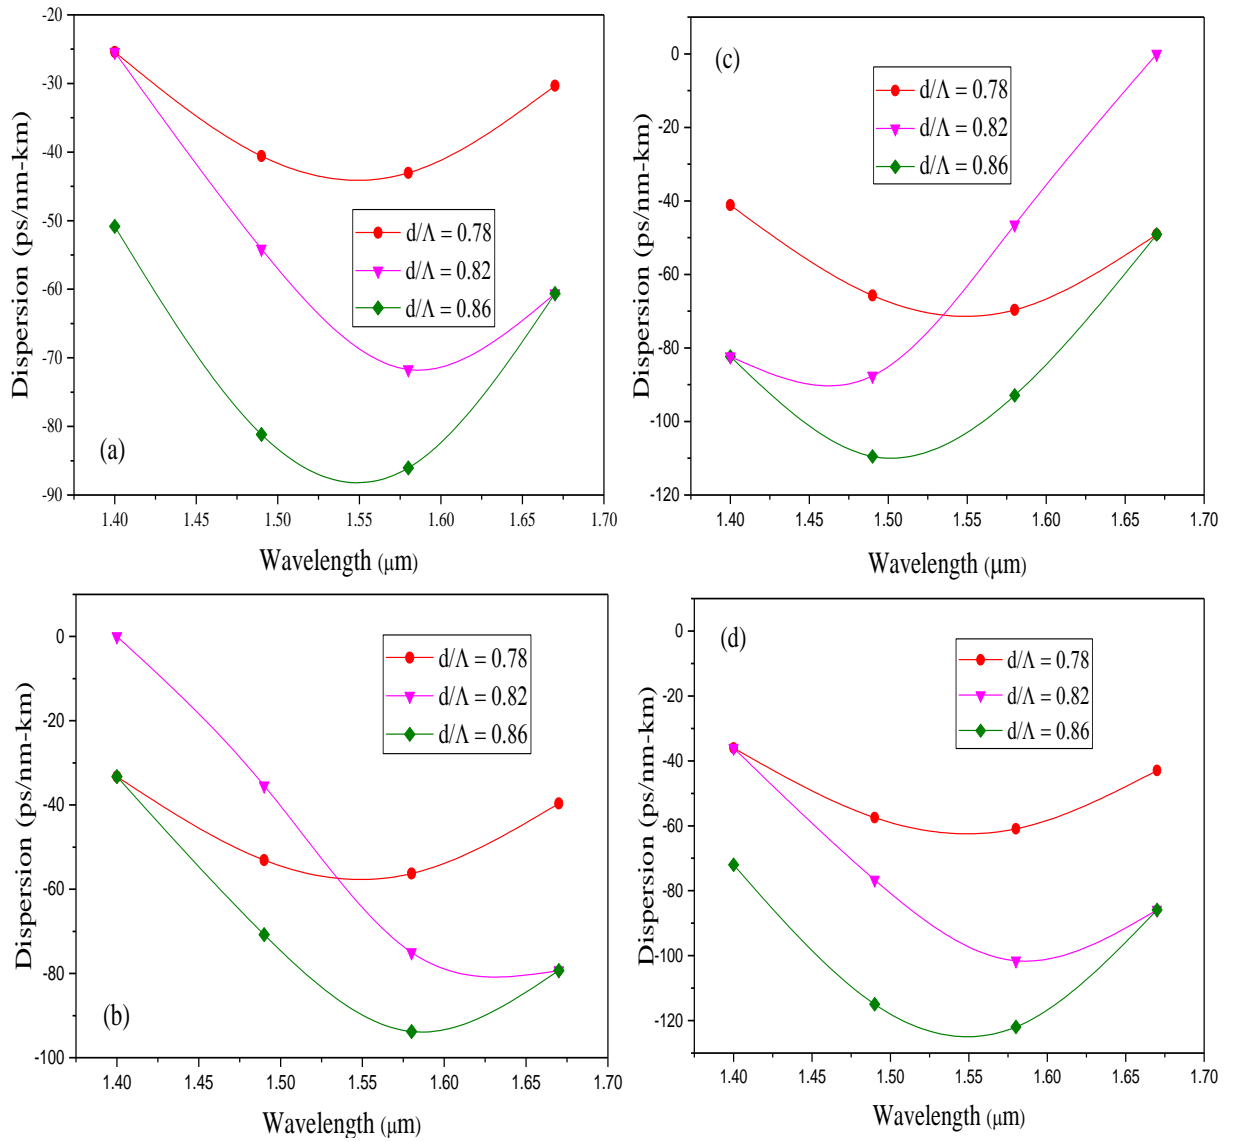 -20
-30
-40
-50
-60
-70
-80
-90
Dispersion (ps/nm-km)
d/Λ = 0.78
d/Λ = 0.82
d/Λ = 0.86
(a)
1.40 1.45 1.50 1.55 1.60 1.65 1.70
Wavelength (μm)
0
-20
-40
-60
-80
-100
-120
Dispersion (ps/nm-km)
(c)
d/Λ = 0.78
d/Λ = 0.82
d/Λ = 0.86
1.40 1.45 1.50 1.55 1.60 1.65 1.70
Wavelength (μm)
0
-20
-40
-60
-80
-100
Dispersion (ps/nm-km)
d/Λ = 0.78
d/Λ = 0.82
d/Λ = 0.86
(b)
1.40 1.45 1.50 1.55 1.60 1.65 1.70
Wavelength (μm)
0
-20
-40
-60
-80
-100
-120
Dispersion (ps/nm-km)
(d)
d/Λ = 0.78
d/Λ = 0.82
d/Λ = 0.86
1.40 1.45 1.50 1.55 1.60 1.65 1.70
Wavelength (μm)